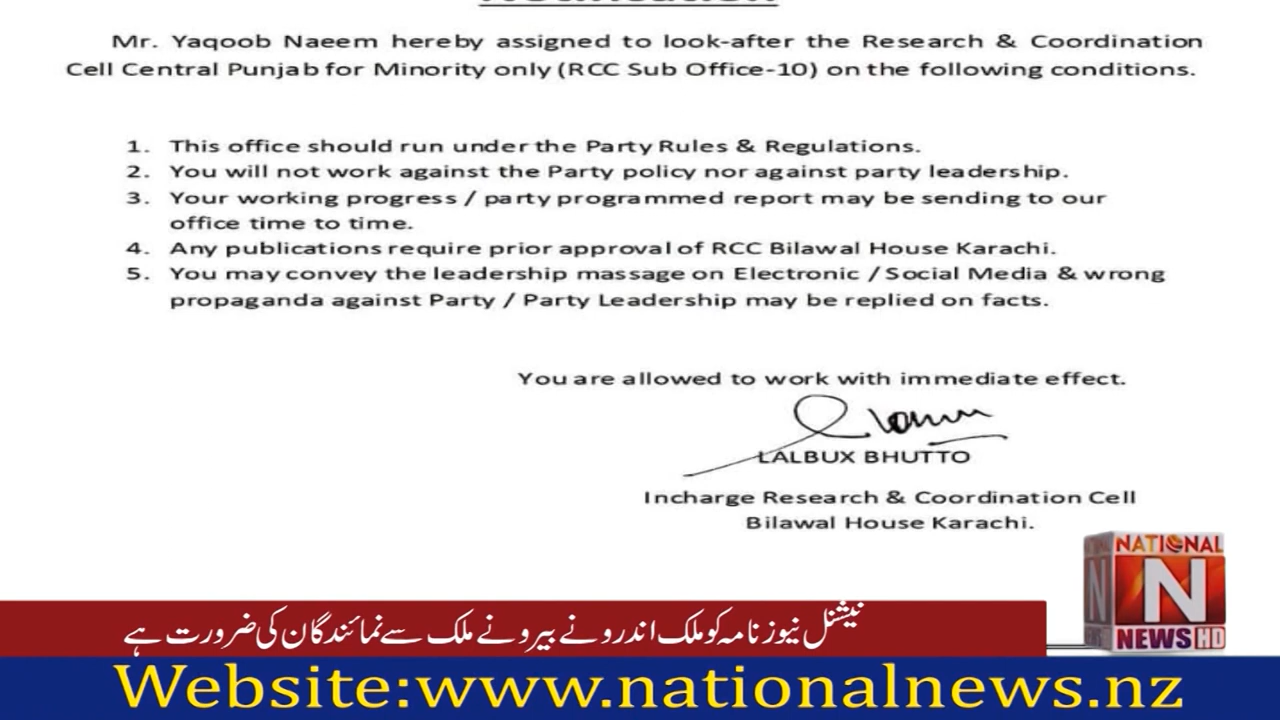 Notification
Mr. Yaqoob Naeem hereby assigned to look-after the Research & Coordination
Cell Central Punjab for Minority only (RCC Sub Office-10) on the following conditions.
1. This office should run under the Party Rules & Regulations.
2. You will not work against the Party policy nor against party leadership.
3. Your working progress / party programmed report may be sending to our
office time to time.
4. Any publications require prior approval of RCC Bilawal House Karachi.
5. You may convey the leadership massage on Electronic / Social Media & wrong
propaganda against Party / Party Leadership may be replied on facts.
You are allowed to work with immediate effect.
LALBUX BHUTTO
Incharge Research & Coordination Cell
Bilawal House Karachi.
NATIONAL
N
N
NEWS HD
نیشنل نیوز نامہ کو ملک اندرونے بیرونے ملک سے نمائندگان کی ضرورت ہے
Website:www.nationalnews.nz